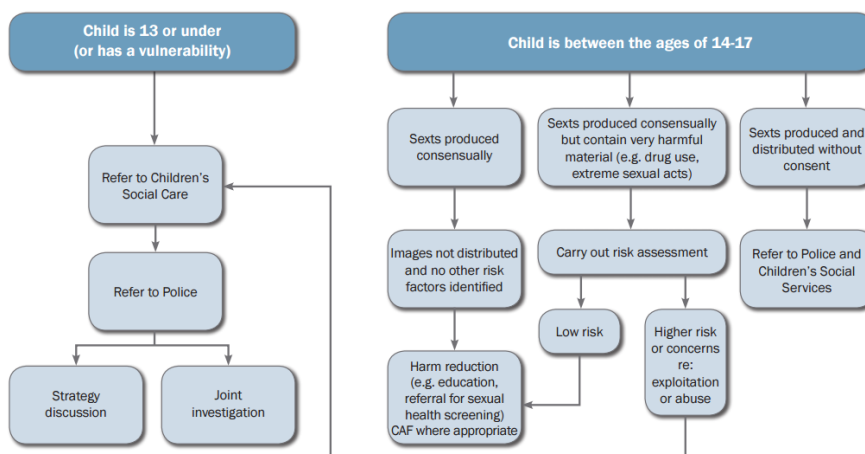 Child is 13 or under
(or has a vulnerability)
Refer to Children's
Social Care
Refer to Police
Strategy
discussion
Joint
investigation
Child is between the ages of 14-17
Sexts produced
consensually
Images not distributed
and no other risk
factors identified
Harm reduction
(e.g. education,
referral for sexual
health screening)
CAF where appropriate
Sexts produced consensually
but contain very harmful
material (e.g. drug use,
extreme sexual acts)
Carry out risk assessment
Low risk
Higher risk
or concerns
re:
exploitation
or abuse
Sexts produced and
distributed without
consent
Refer to Police and
Children's Social
Services